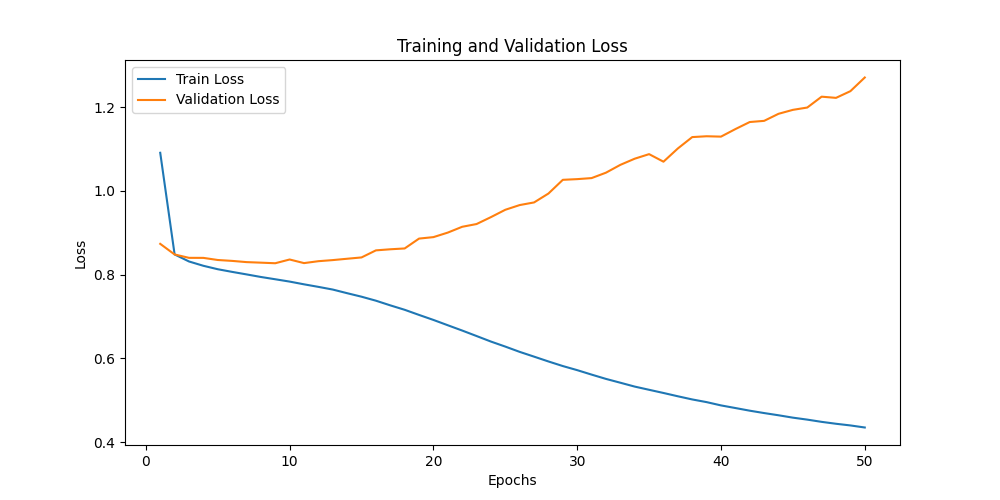 Training and Validation Loss
Train Loss
Validation Loss
1.2
1.0
0.8
0.6
0.4
Loss
0 10 20 30 40 50
Epochs